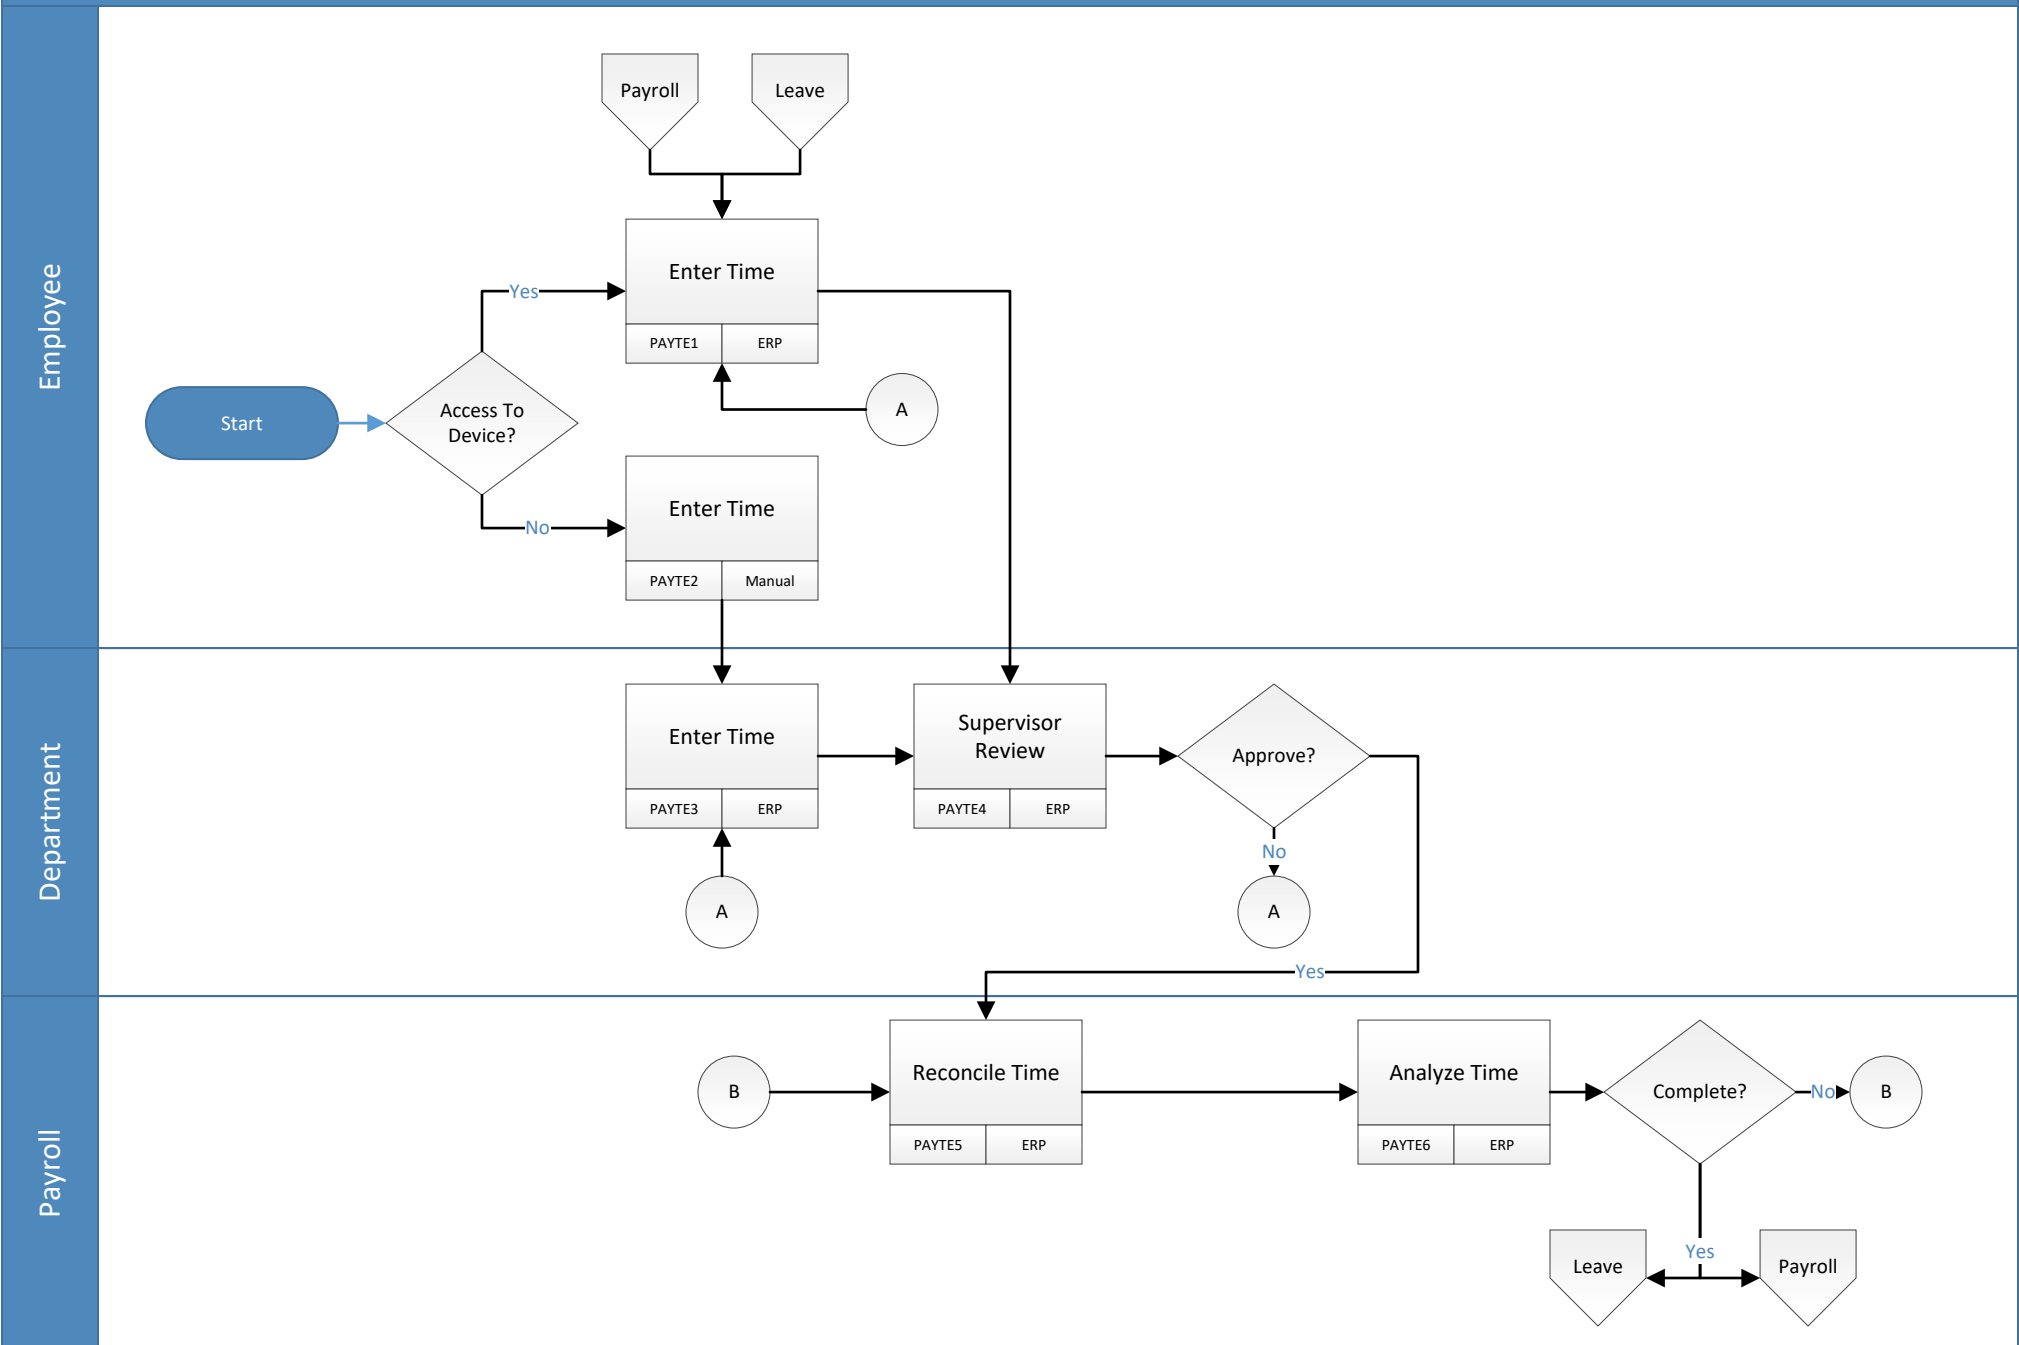 Employee
Payroll
Leave
Enter Time
PAYTE1
ERP
Yes
Start
Access To
Device?
A
No
Enter Time
PAYTE2
Manual
Department
Enter Time
PAYTE3
ERP
Supervisor
Review
PAYTE4
ERP
Approve?
No
A
A
Yes
Payroll
B
Reconcile Time
PAYTE5
ERP
Analyze Time
PAYTE6
ERP
Complete?
No
B
Yes
Leave
Payroll